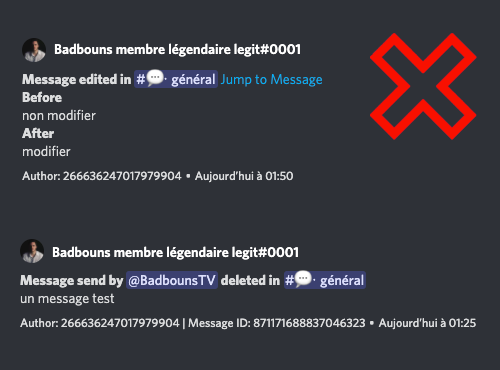 Badbouns membre légendaire legit#0001
Message edited in #💬・général Jump to Message
Before
non modifier
After
modifier
Author: 266636247017979904 • Aujourd'hui à 01:50
Badbouns membre légendaire legit#0001
Message send by @BadbounsTV deleted in #💬・général
un message test
Author: 266636247017979904 | Message ID: 871171688837046323 • Aujourd'hui à 01:25